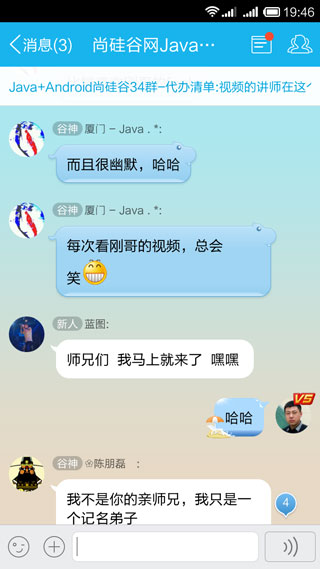 19:46
消息(3)
尚硅谷网Java…
Java+Android尚硅谷34群-代办清单:视频的讲师在这个
谷神 厦门 - Java . *:
而且很幽默，哈哈
谷神 厦门 - Java . *:
每次看刚哥的视频，总会
笑
新人 蓝图:
师兄们 我马上就来了 嘿嘿
V5
哈哈
谷神 ❀陈朋磊 :
我不是你的亲师兄，我只是一
个记名弟子
4